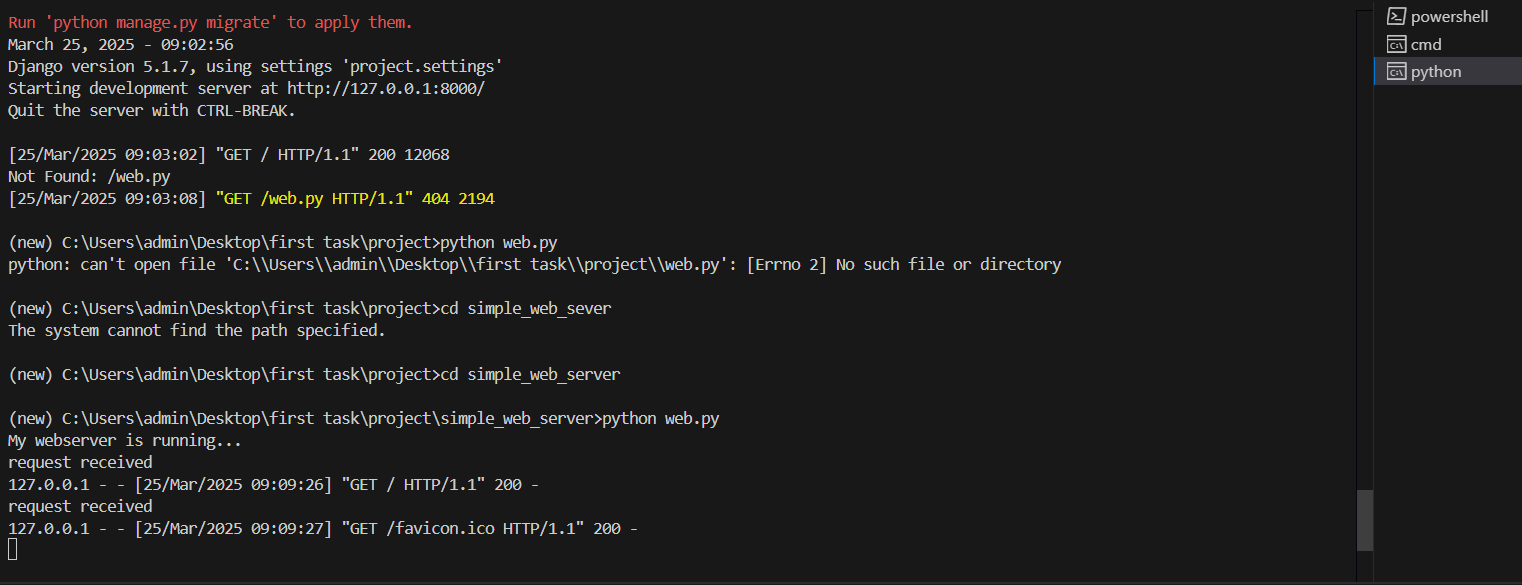 Run 'python manage.py migrate' to apply them.
March 25, 2025 - 09:02:56
Django version 5.1.7, using settings 'project.settings'
Starting development server at http://127.0.0.1:8000/
Quit the server with CTRL-BREAK.
[25/Mar/2025 09:03:02] "GET / HTTP/1.1" 200 12068
Not Found: /web.py
[25/Mar/2025 09:03:08] "GET /web.py HTTP/1.1" 404 2194
(new) C:\Users\admin\Desktop\first task\project>python web.py
python: can't open file 'C:\\Users\\admin\\Desktop\\first task\\project\\web.py': [Errno 2] No such file or directory
(new) C:\Users\admin\Desktop\first task\project>cd simple_web_sever
The system cannot find the path specified.
(new) C:\Users\admin\Desktop\first task\project>cd simple_web_server
(new) C:\Users\admin\Desktop\first task\project\simple_web_server>python web.py
My webserver is running...
request received
127.0.0.1 - - [25/Mar/2025 09:09:26] "GET / HTTP/1.1" 200 -
request received
127.0.0.1 - - [25/Mar/2025 09:09:27] "GET /favicon.ico HTTP/1.1" 200 -
powershell
cmd
python